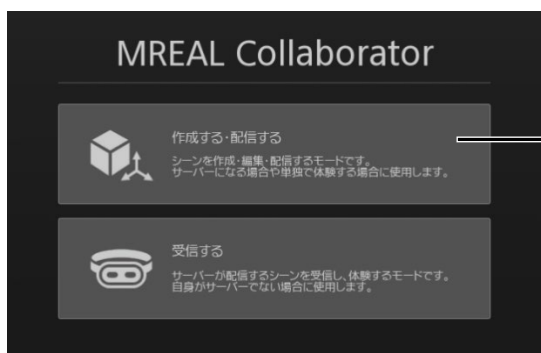 MREAL Collaborator
作成する・配信する
シーンを作成・編集・配信するモードです。
サーバーになる場合や単独で体験する場合に使用します。
受信する
サーバーが配信するシーンを受信し、体験するモードです。
自身がサーバーでない場合に使用します。